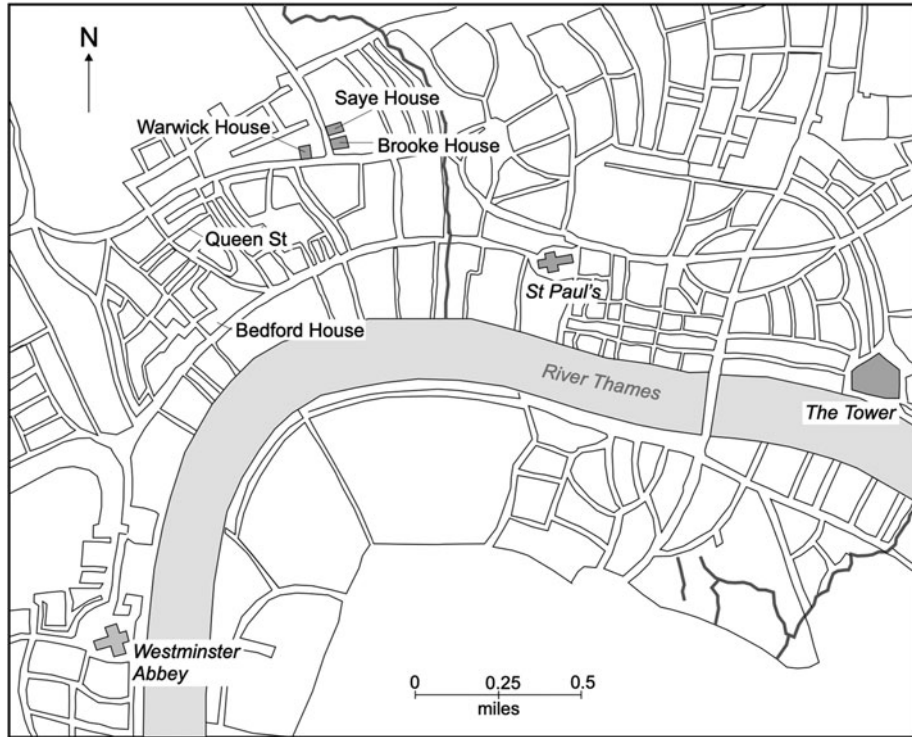 N
Saye House
Warwick House
Brooke House
Queen St
St Paul's
Bedford House
River Thames
The Tower
Westminster
Abbey
0 0.25 0.5
miles